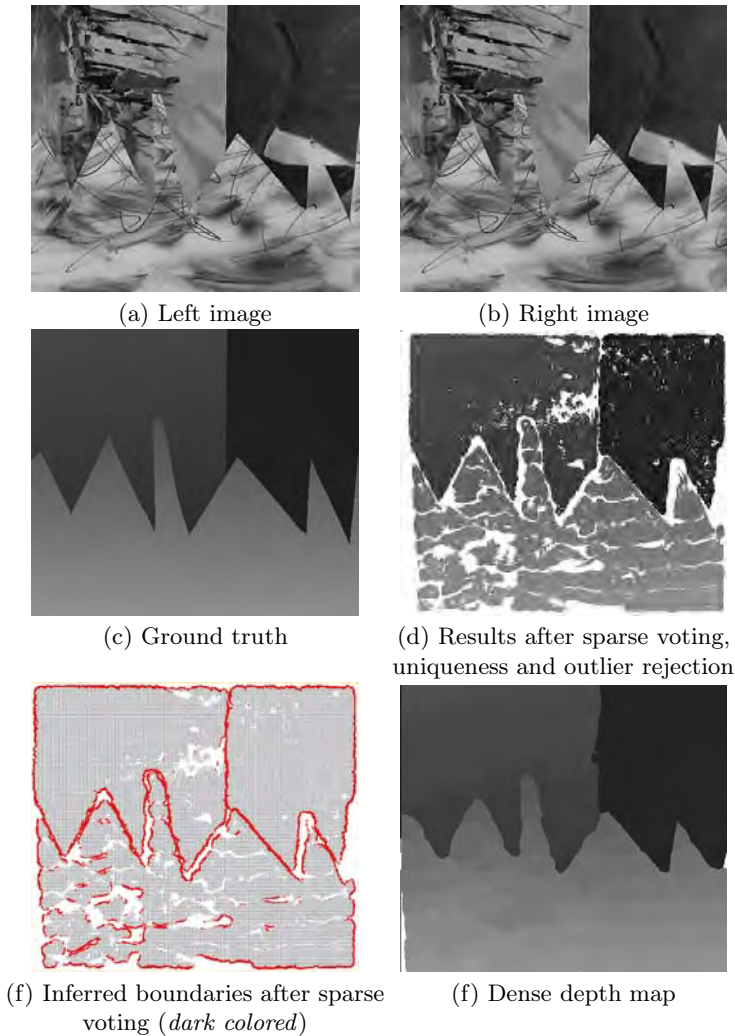 (a) Left image
(b) Right image
(c) Ground truth
(d) Results after sparse voting,
uniqueness and outlier rejection
(f) Inferred boundaries after sparse
voting (dark colored)
(f) Dense depth map